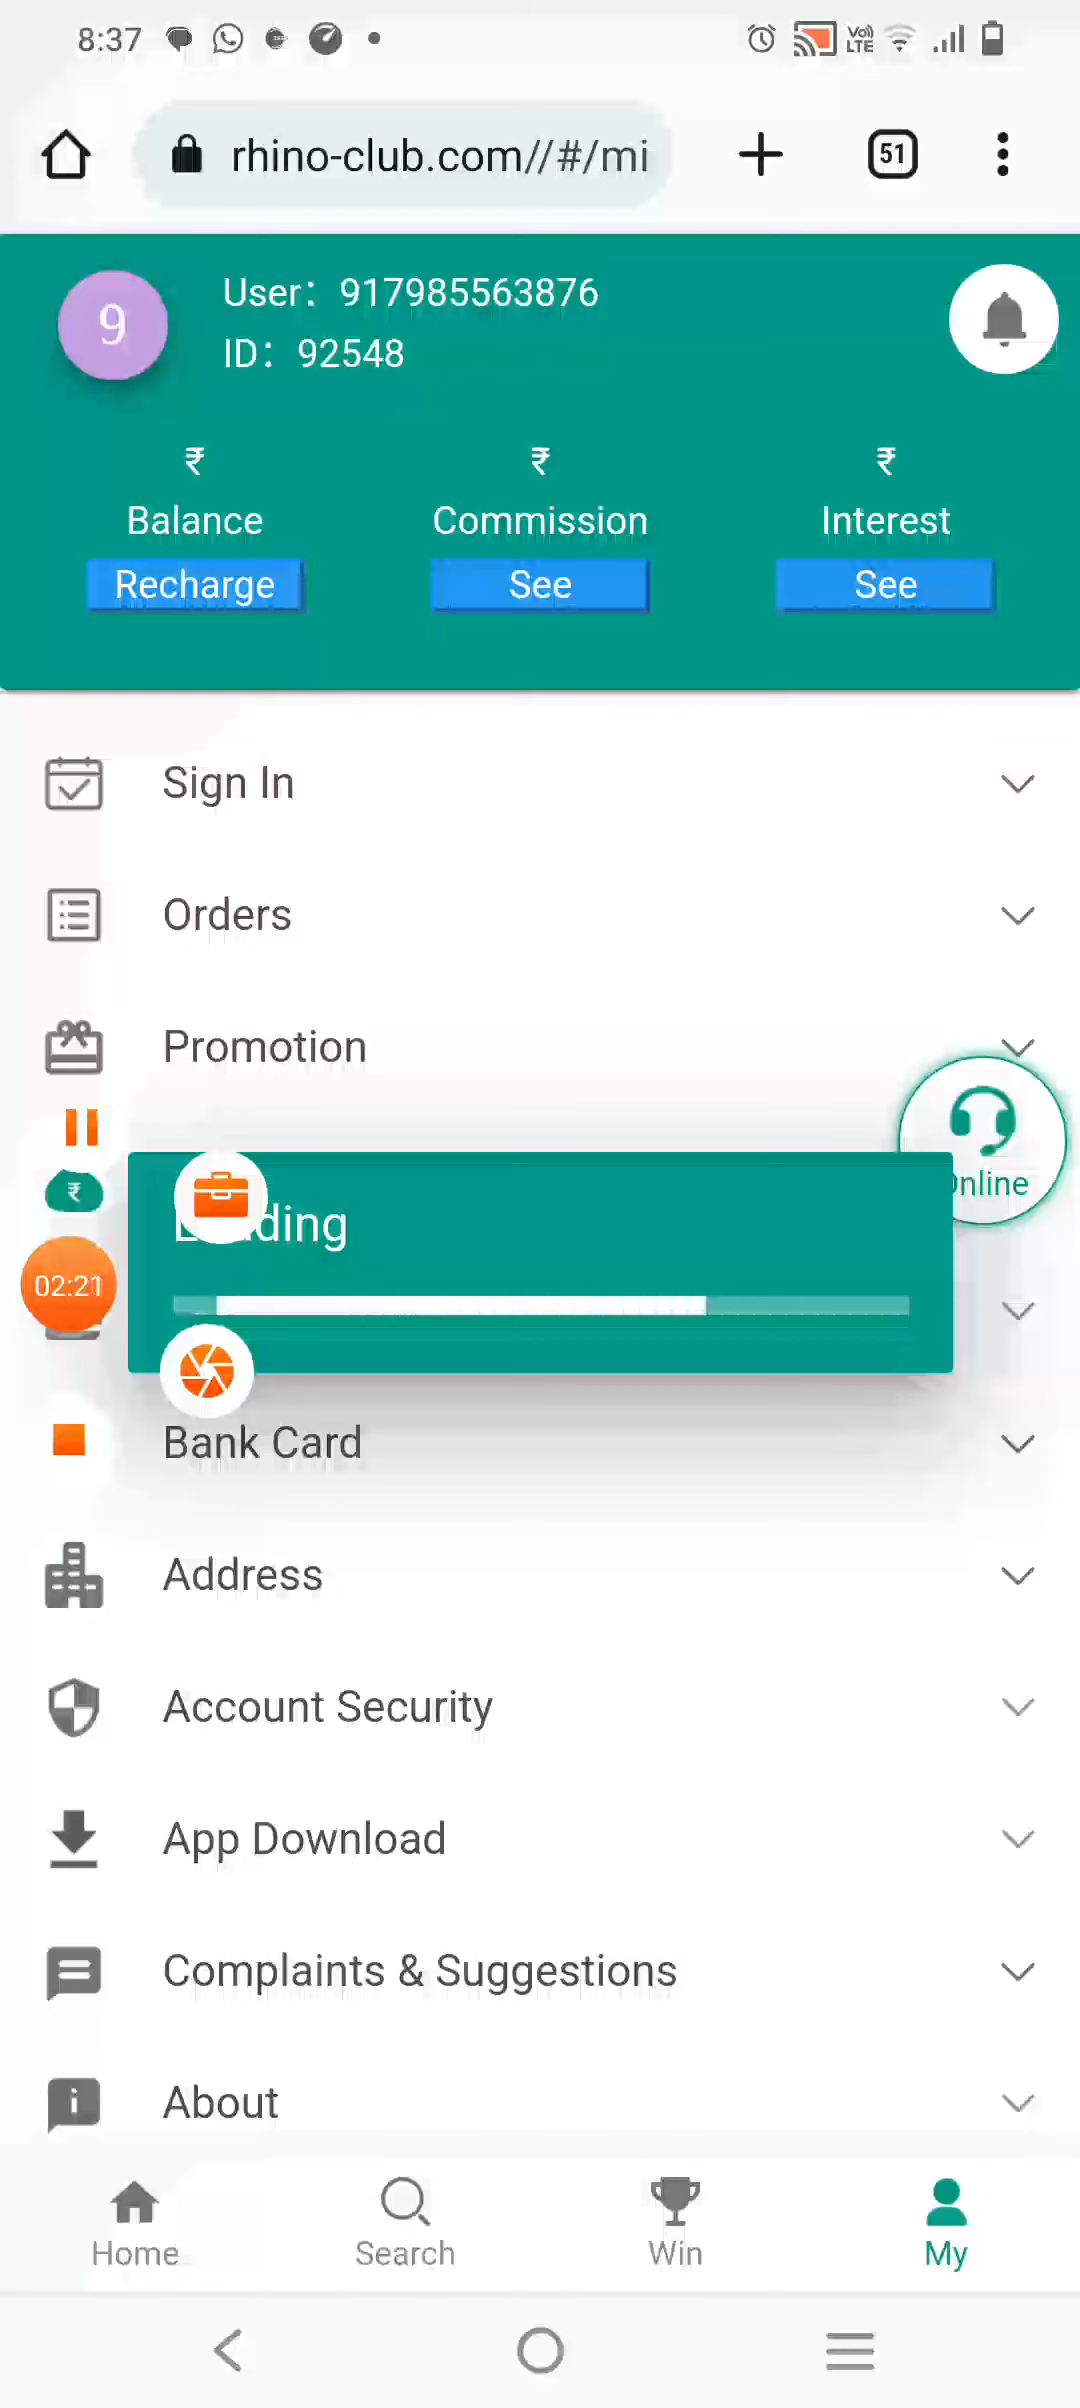 8:37
Vo)) LTE
rhino-club.com//#/mi
51
9
User: 917985563876
ID: 92548
₹ ₹ ₹
Balance Commission Interest
Recharge See See
Sign In
Orders
Promotion
₹
Online
02:21
Bank Card
Address
Account Security
App Download
Complaints & Suggestions
About
Home Search Win My